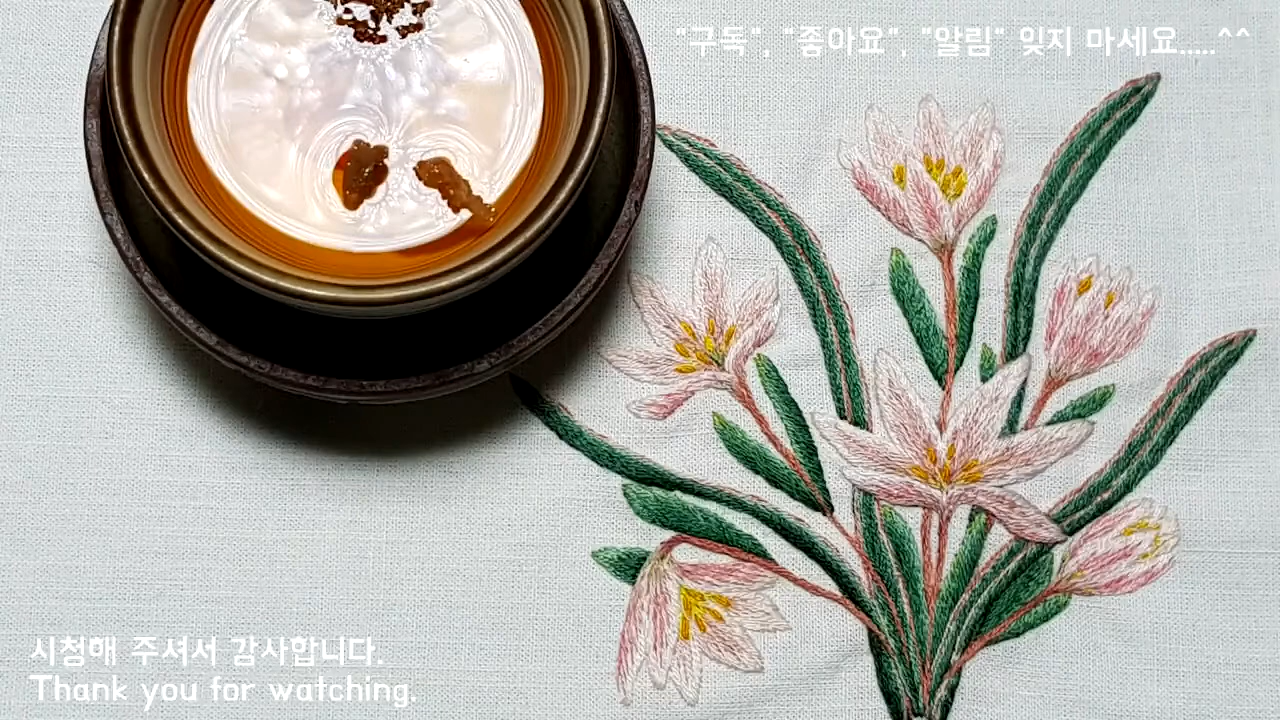 "구독", "좋아요", "알림" 잊지 마세요.....^^
시청해 주셔서 감사합니다.
Thank you for watching.